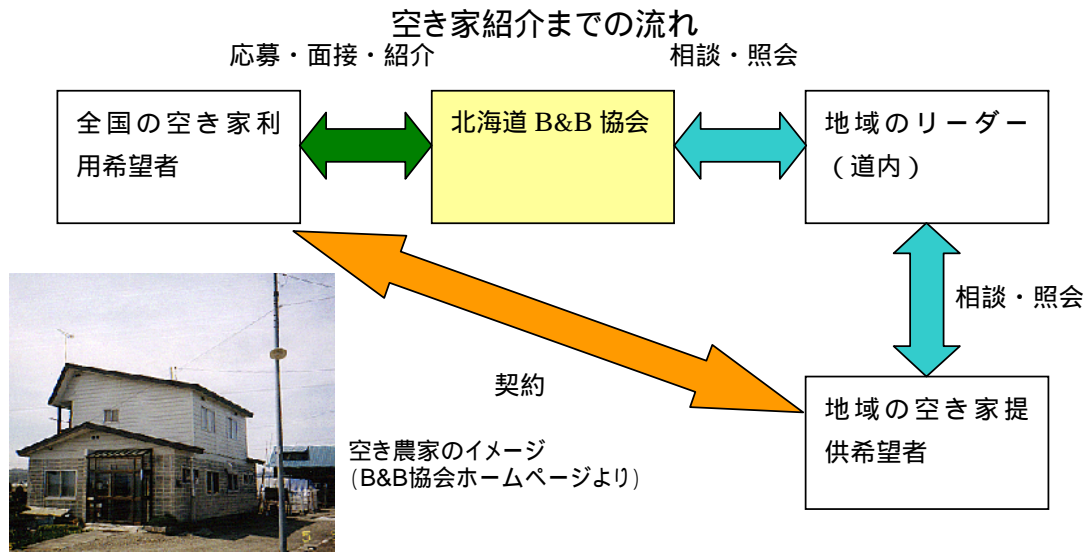 空き家紹介までの流れ
応募・面接・紹介
相談・照会
全国の空き家利
用希望者
北海道 B&B 協会
地域のリーダー
（道内）
相談・照会
契約
地域の空き家提
供希望者
空き農家のイメージ
(B&B協会ホームページより)
5